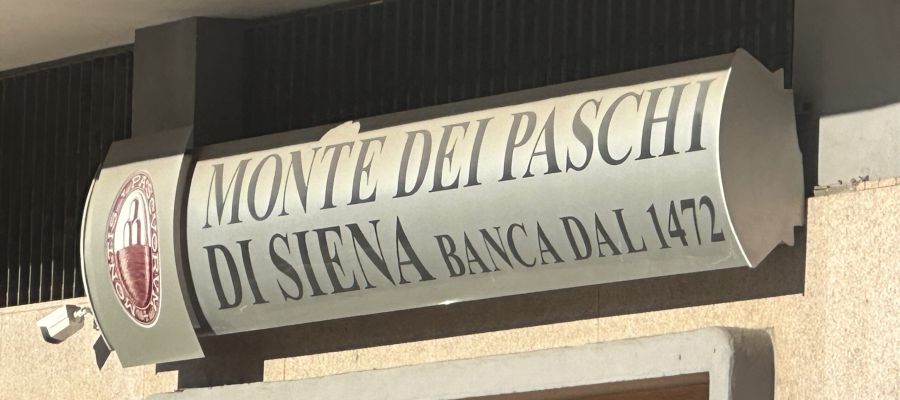 MONTE DEI PASCHI
DI SIENA BANCA DAL 1472